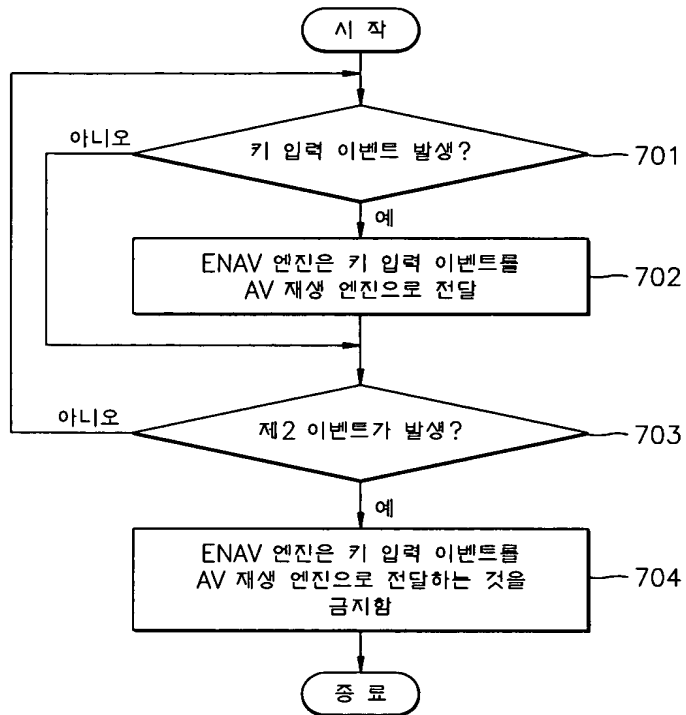 시 작
아니오
키 입력 이벤트 발생?
701
예
ENAV 엔진은 키 입력 이벤트를
AV 재생 엔진으로 전달
702
아니오
제2 이벤트가 발생?
703
예
ENAV 엔진은 키 입력 이벤트를
AV 재생 엔진으로 전달하는 것을
금지함
704
종 료